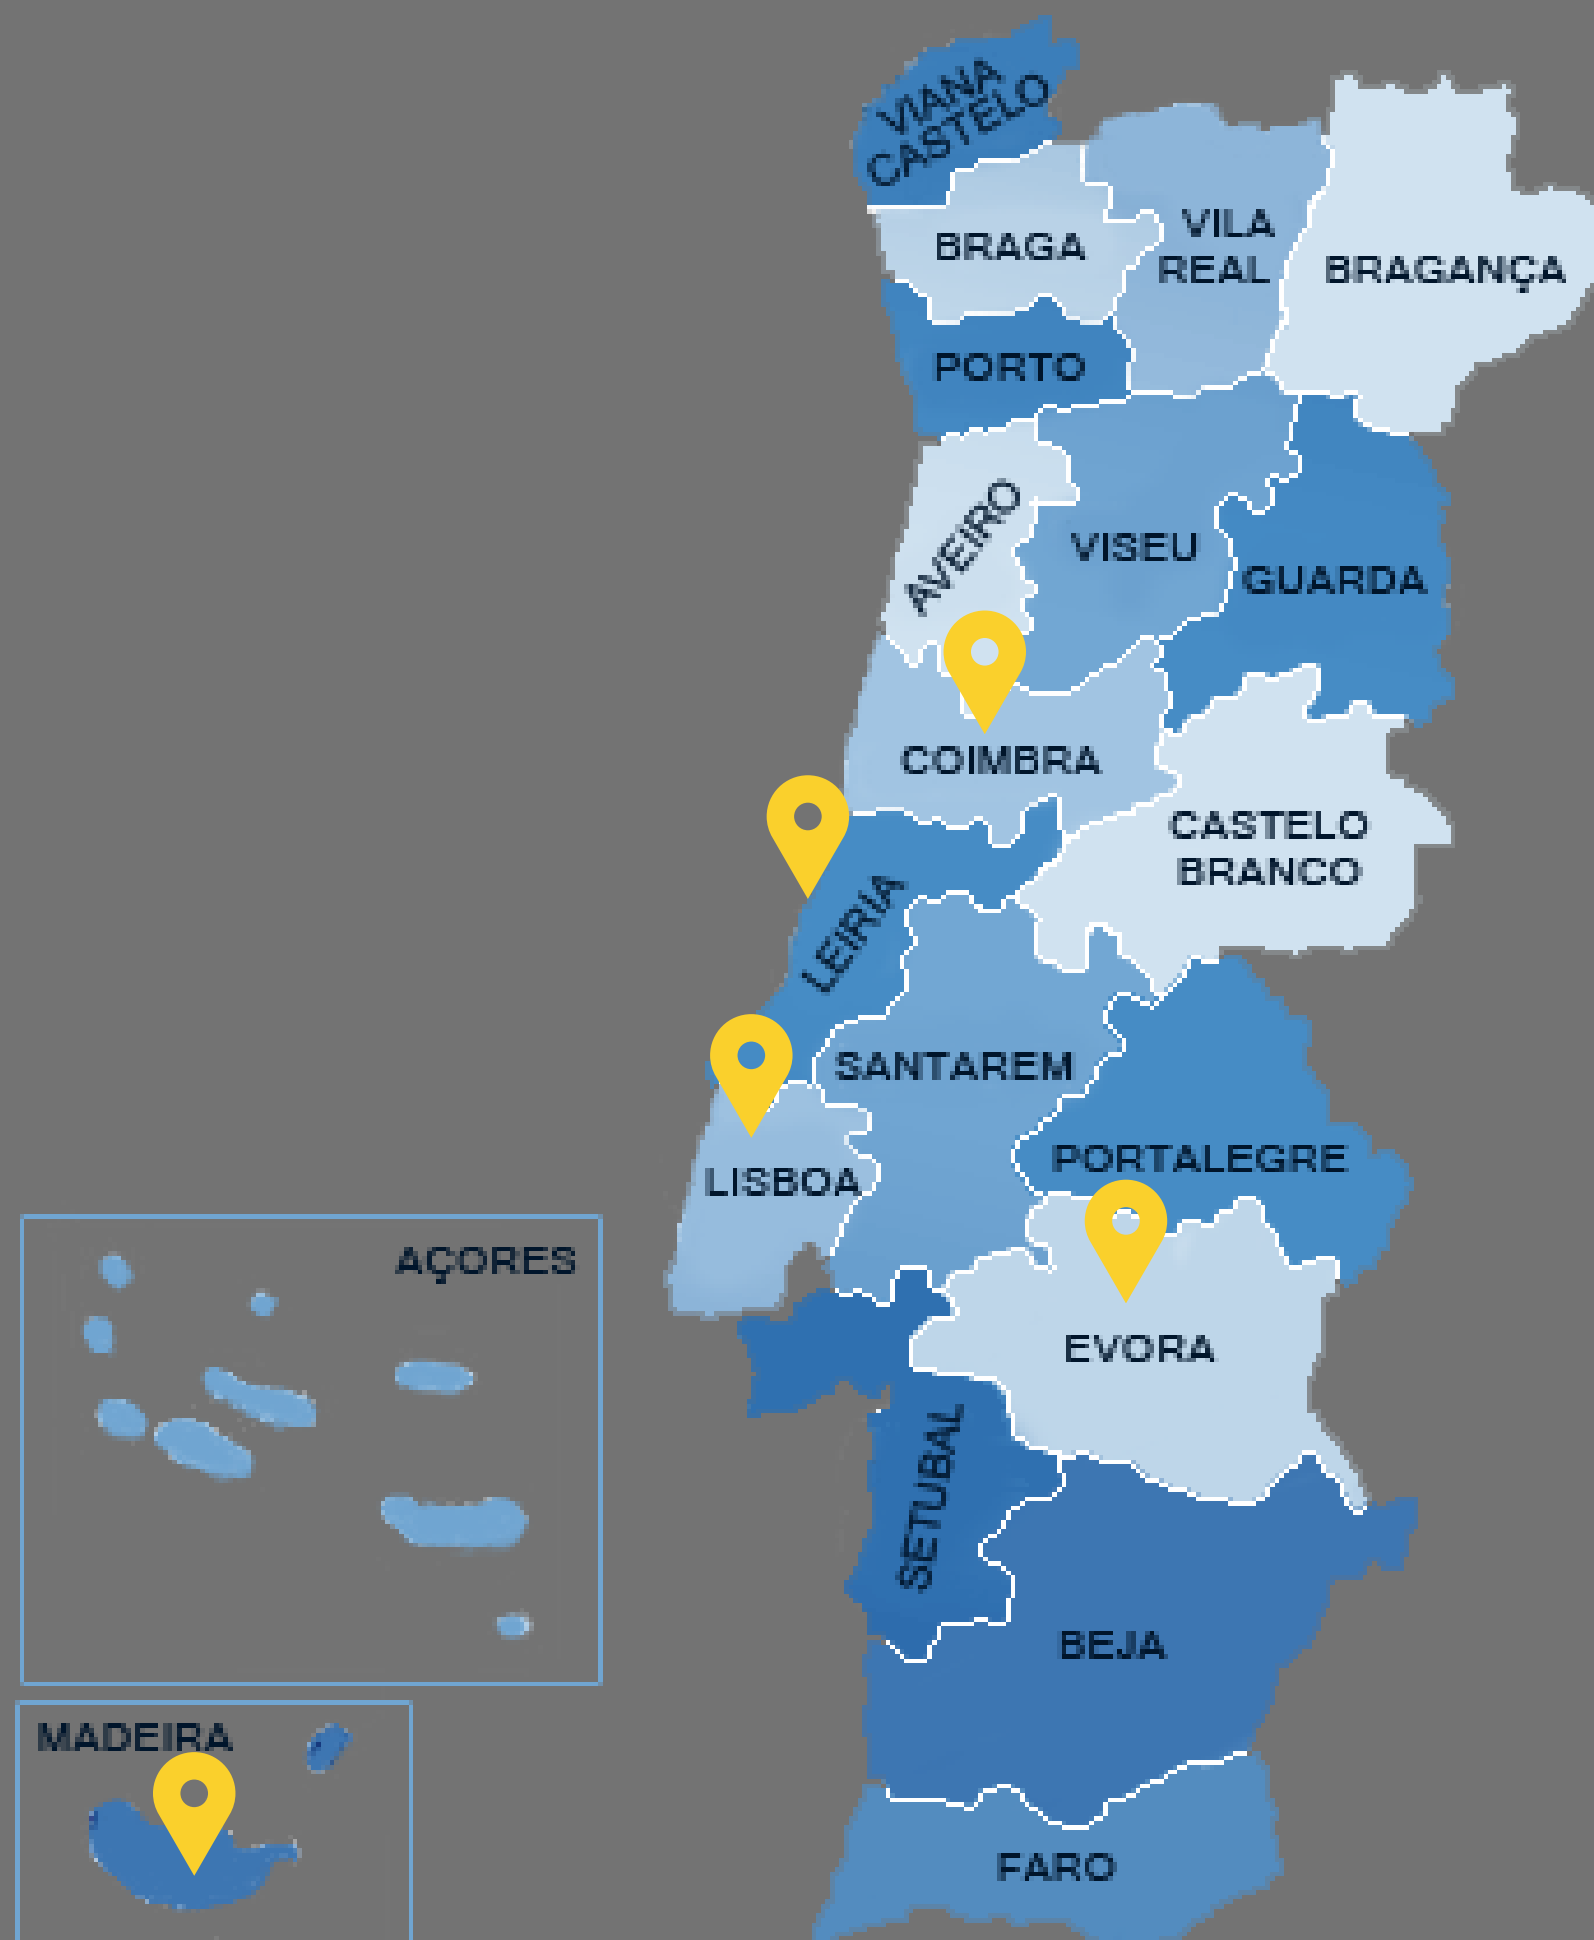 VIANA
CASTELO
BRAGA
VILA
REAL
BRAGANÇA
PORTO
AVEIRO
VISEU
GUARDA
COIMBRA
CASTELO
BRANCO
LEIRIA
SANTAREM
PORTALEGRE
LISBOA
AÇORES
EVORA
SETUBAL
BEJA
MADEIRA
FARO